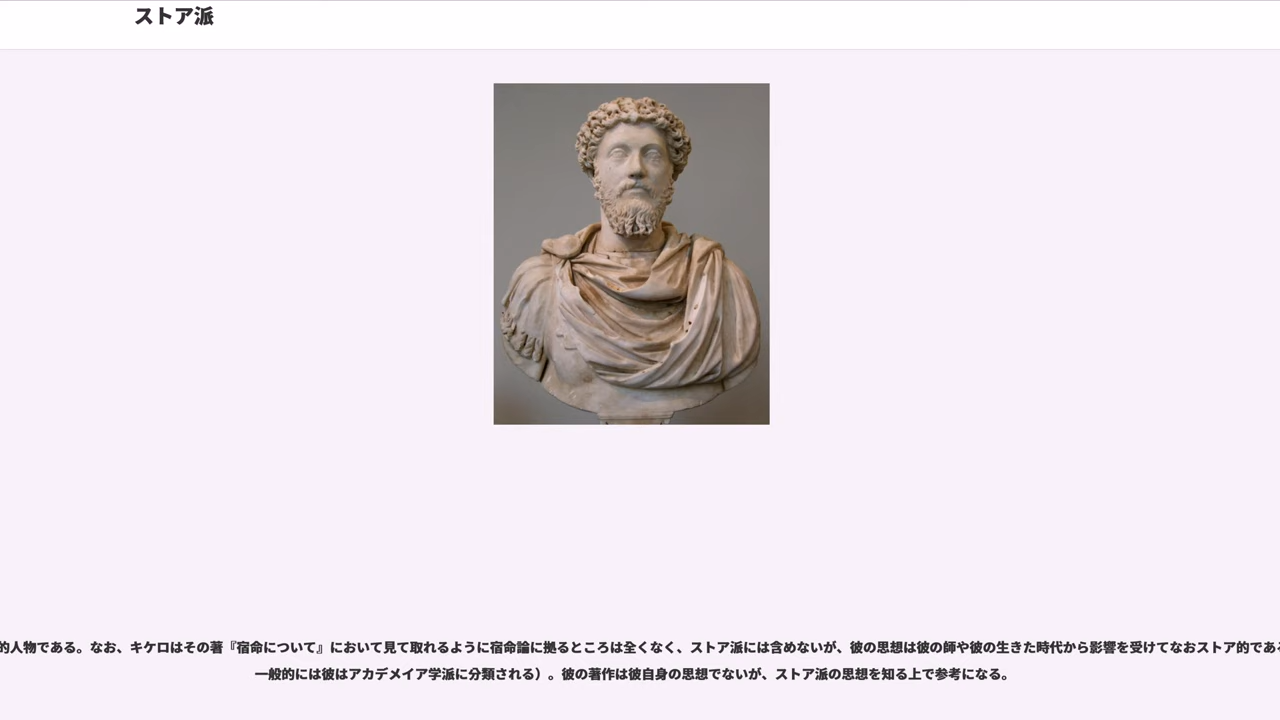 ストア派
的人物である。なお、キケロはその著『宿命について』において見て取れるように宿命論に拠るところは全くなく、ストア派には含めないが、彼の思想は彼の師や彼の生きた時代から影響を受けてなおストア的である
一般的には彼はアカデメイア学派に分類される）。彼の著作は彼自身の思想でないが、ストア派の思想を知る上で参考になる。